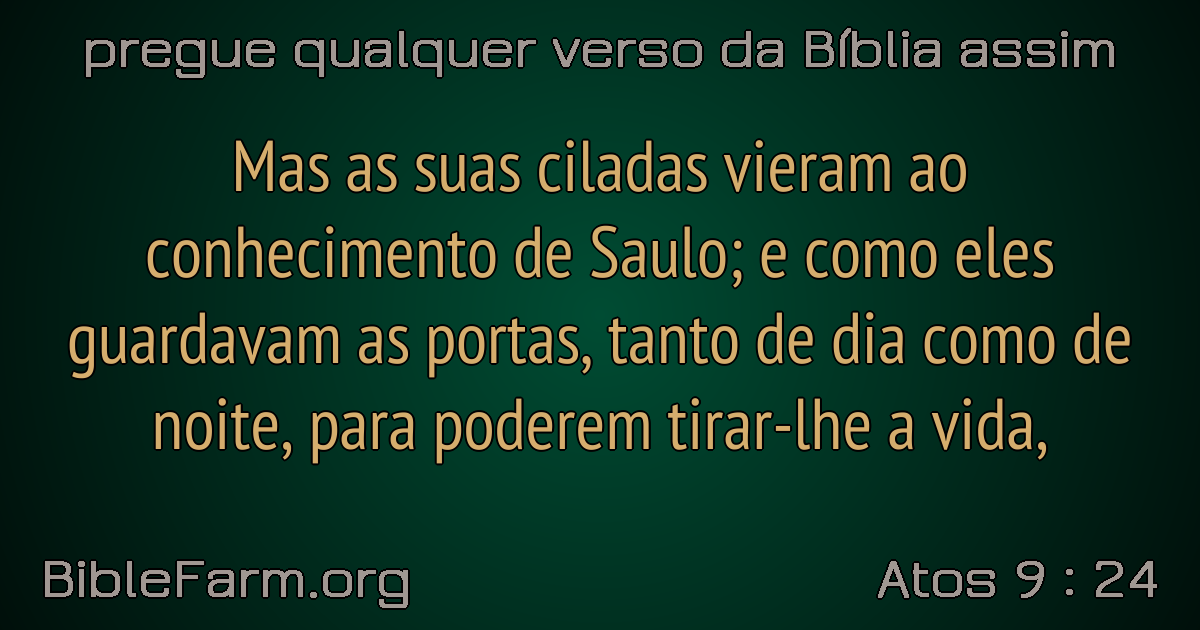 pregue qualquer verso da Bíblia assim
Mas as suas ciladas vieram ao
conhecimento de Saulo; e como eles
guardavam as portas, tanto de dia como de
noite, para poderem tirar-lhe a vida,
BibleFarm.org
Atos 9 : 24